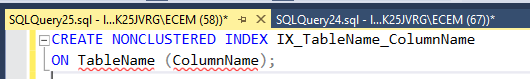 SQLQuery25.sql - I...K25JVRG\ECEM (58))* SQLQuery24.sql - I...K25JVRG\ECEM (67))*
CREATE NONCLUSTERED INDEX IX_TableName_ColumnName
ON TableName (ColumnName);